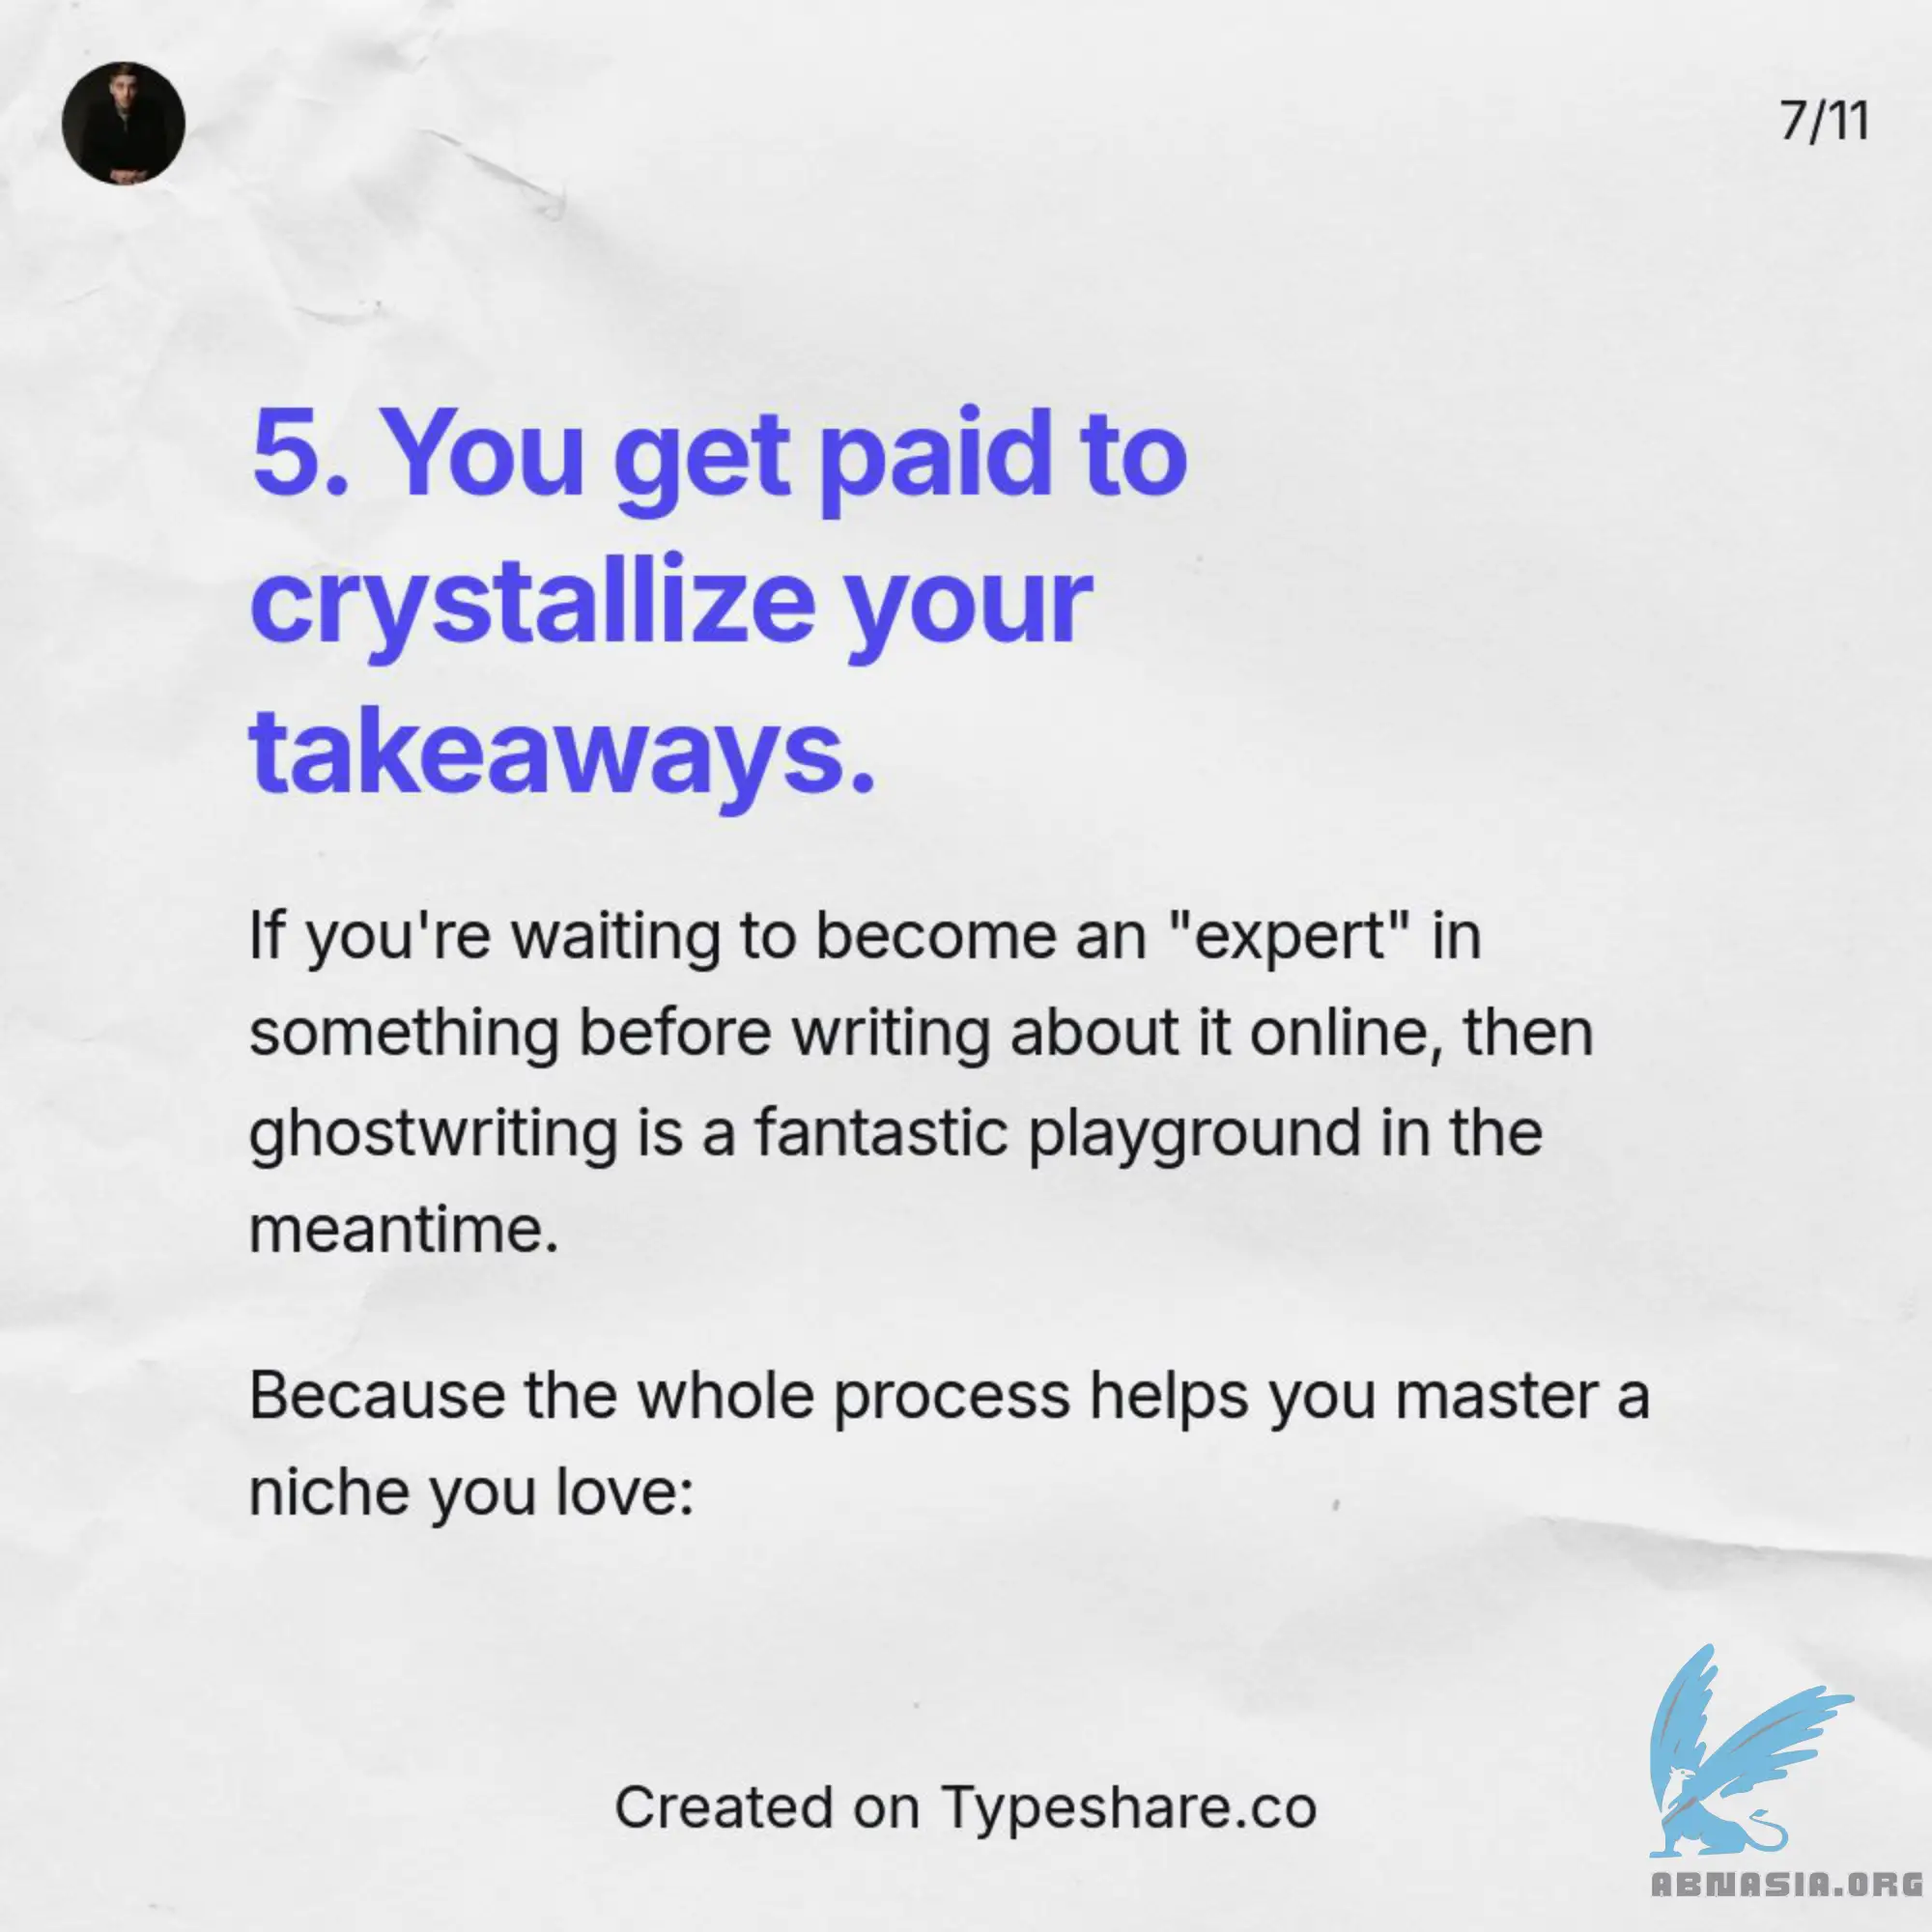 7/11
5. You get paid to
crystallize your
takeaways.
If you're waiting to become an "expert" in
something before writing about it online, then
ghostwriting is a fantastic playground in the
meantime.
Because the whole process helps you master a
niche you love:
Created on Typeshare.co
ABNASIA.ORG